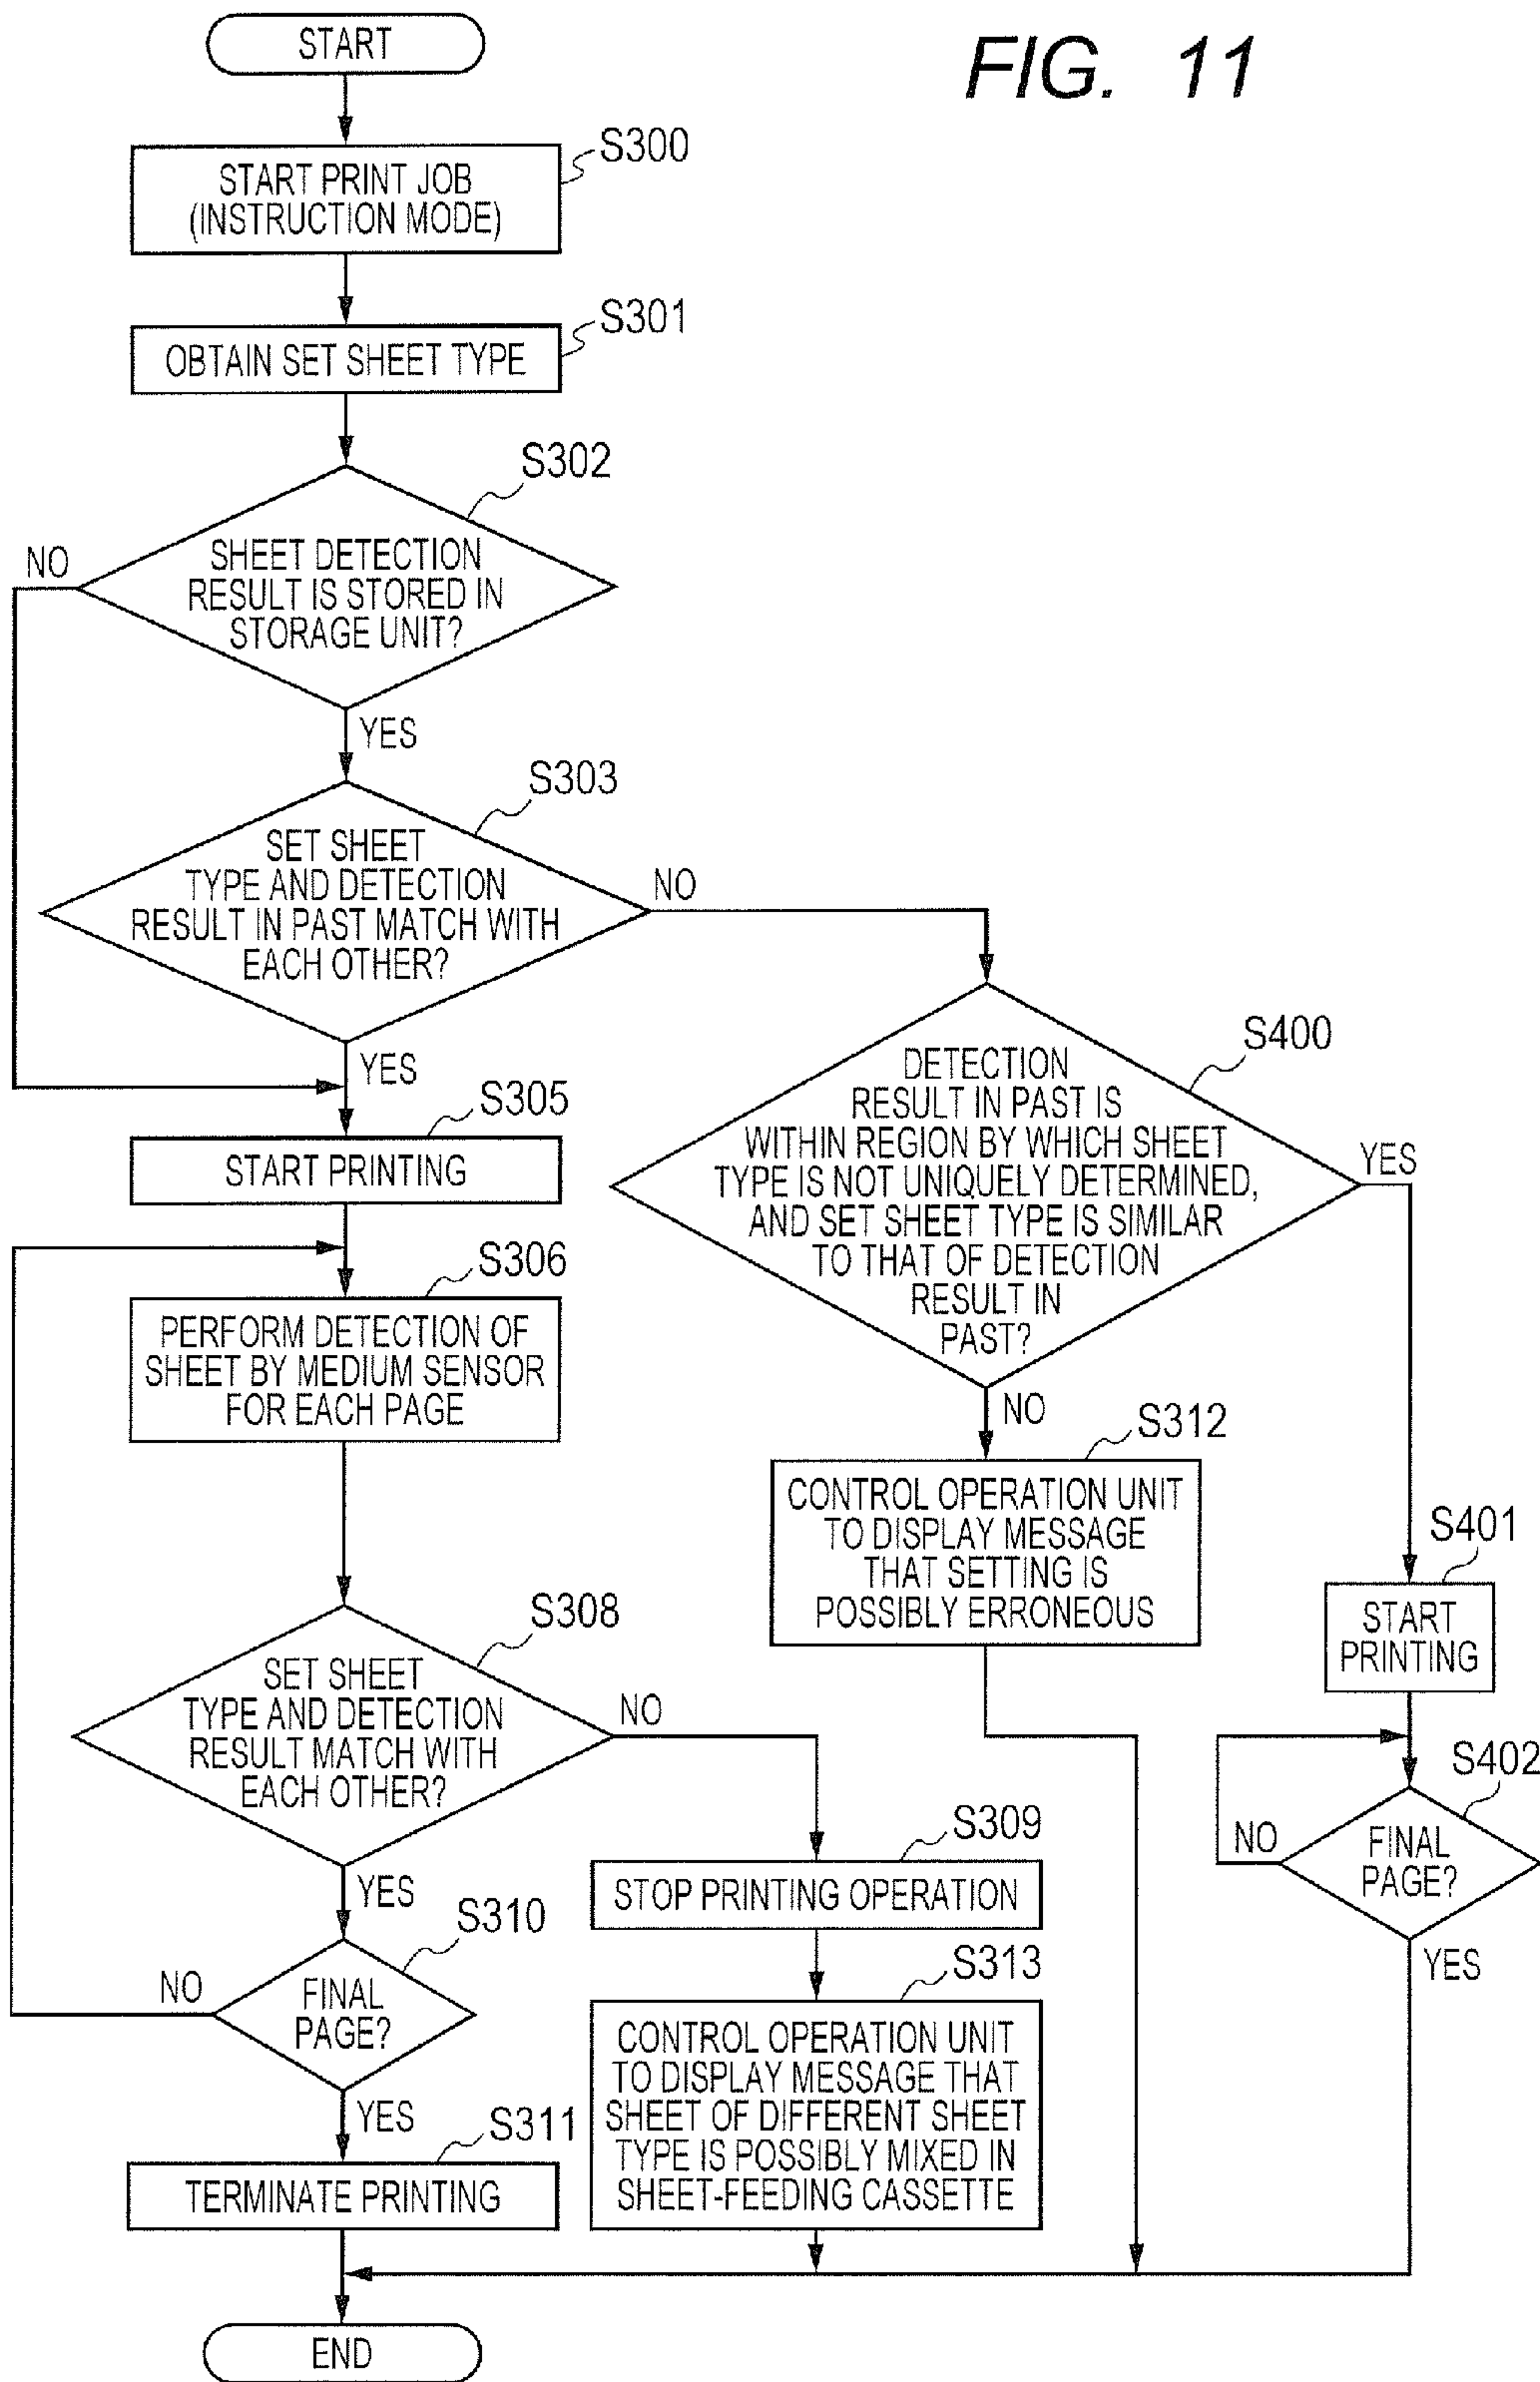 FIG. 11
START
S300
START PRINT JOB
(INSTRUCTION MODE)
S301
OBTAIN SET SHEET TYPE
S302
SHEET DETECTION
RESULT IS STORED IN
STORAGE UNIT?
NO
YES
S303
SET SHEET
TYPE AND DETECTION
RESULT IN PAST MATCH WITH
EACH OTHER?
NO
YES
S305
START PRINTING
S306
PERFORM DETECTION OF
SHEET BY MEDIUM SENSOR
FOR EACH PAGE
S308
SET SHEET
TYPE AND DETECTION
RESULT MATCH WITH
EACH OTHER?
NO
YES
S310
FINAL
PAGE?
NO
YES
S311
TERMINATE PRINTING
S309
STOP PRINTING OPERATION
S313
CONTROL OPERATION UNIT
TO DISPLAY MESSAGE THAT
SHEET OF DIFFERENT SHEET
TYPE IS POSSIBLY MIXED IN
SHEET-FEEDING CASSETTE
S400
DETECTION
RESULT IN PAST IS
WITHIN REGION BY WHICH SHEET
TYPE IS NOT UNIQUELY DETERMINED,
AND SET SHEET TYPE IS SIMILAR
TO THAT OF DETECTION
RESULT IN
PAST?
YES
NO
S312
CONTROL OPERATION UNIT
TO DISPLAY MESSAGE
THAT SETTING IS
POSSIBLY ERRONEOUS
S401
START
PRINTING
S402
FINAL
PAGE?
NO
YES
END